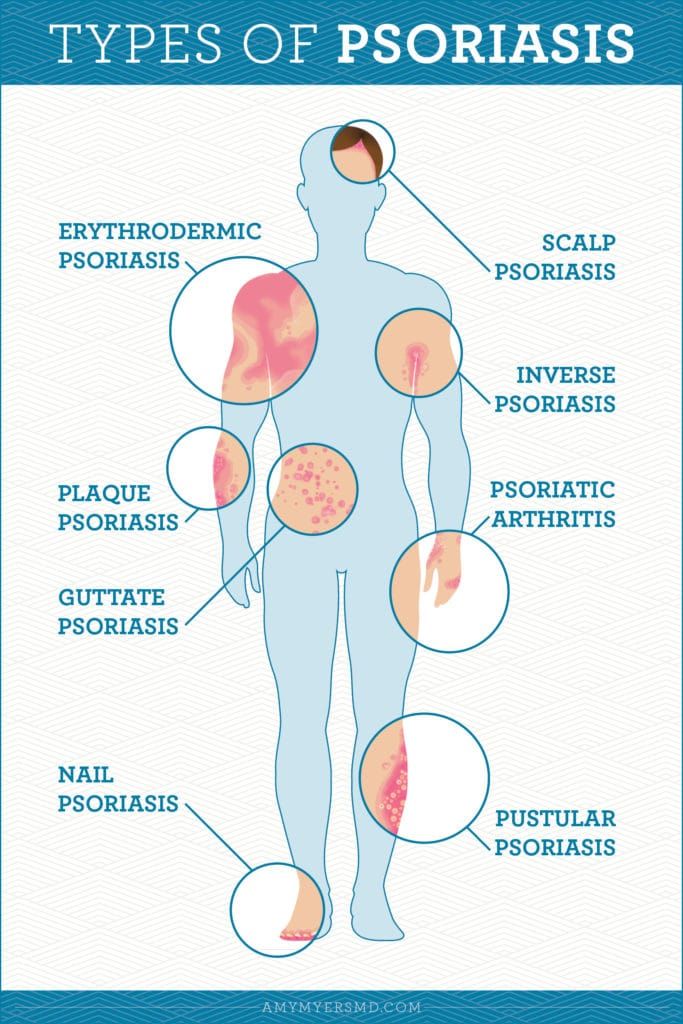 TYPES OF PSORIASIS
ERYTHRODERMIC
PSORIASIS
SCALP
PSORIASIS
INVERSE
PSORIASIS
PLAQUE
PSORIASIS
PSORIATIC
ARTHRITIS
GUTTATE
PSORIASIS
NAIL
PSORIASIS
PUSTULAR
PSORIASIS
AMYMYERSMD.COM